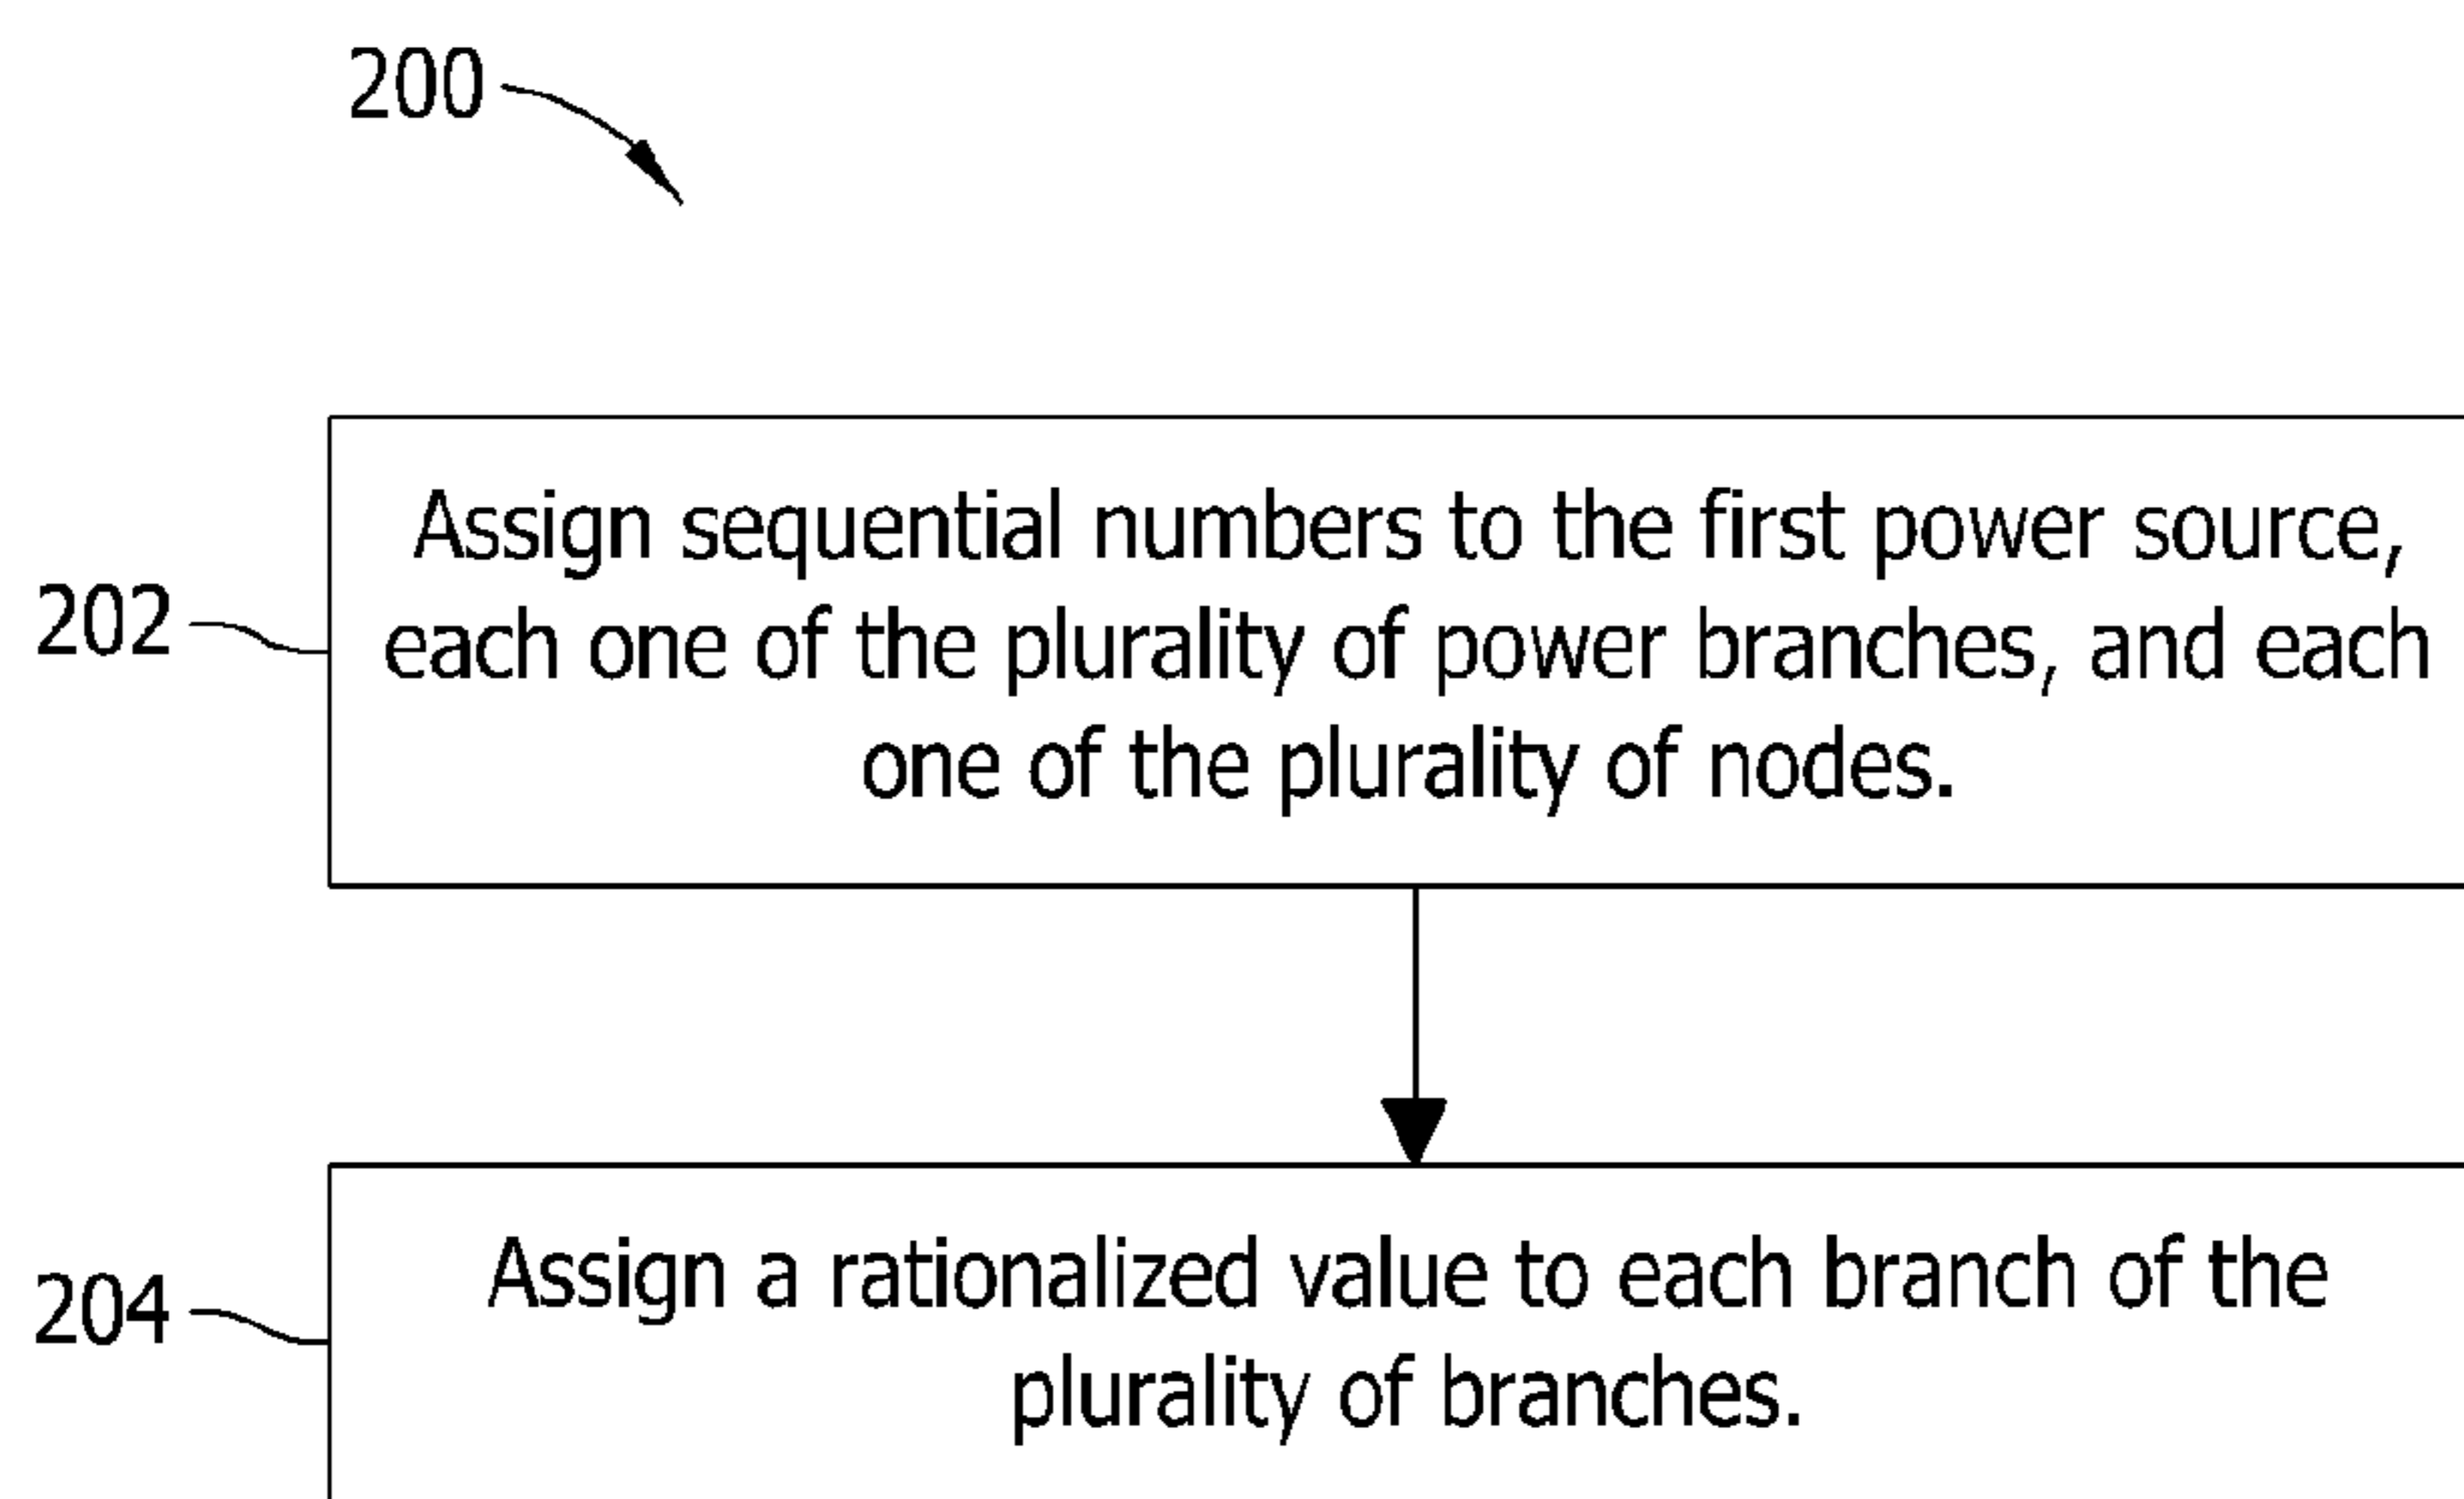 200
202
Assign sequential numbers to the first power source,
each one of the plurality of power branches, and each
one of the plurality of nodes.
204
Assign a rationalized value to each branch of the
plurality of branches.